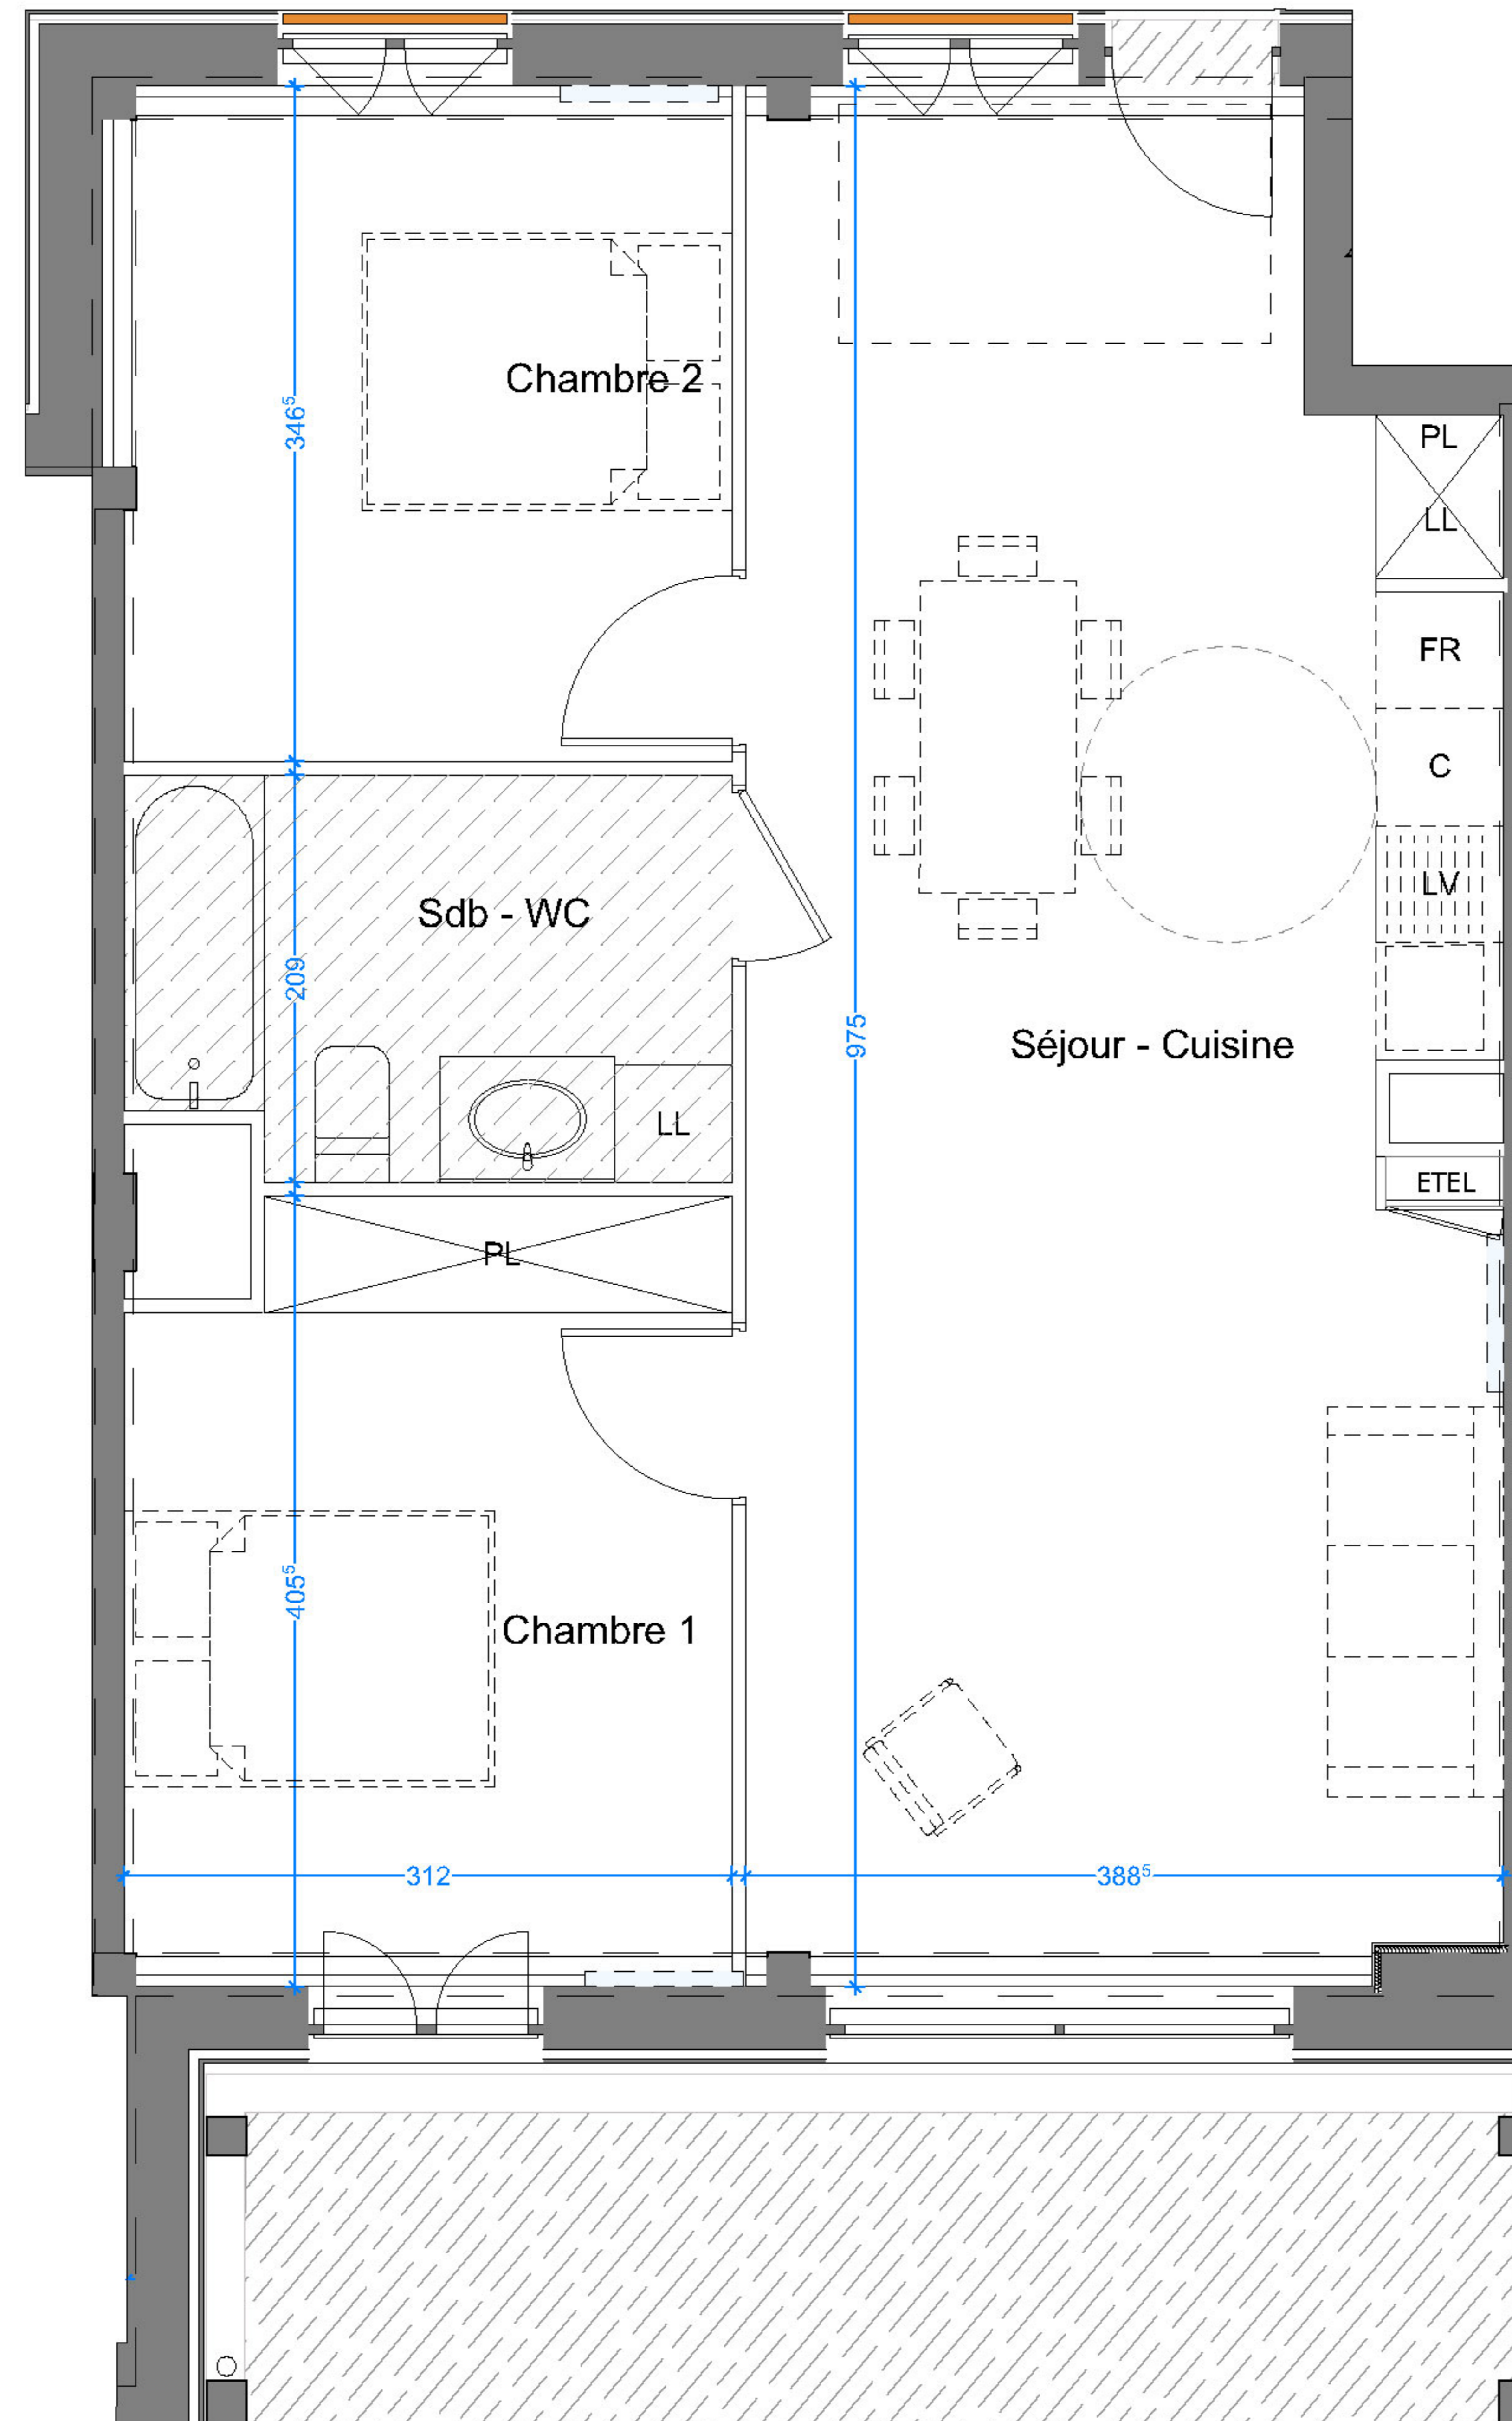 PL
LL
Chambre 2
346⁵
FR
C
LV
Sdb - WC
209
975
Séjour - Cuisine
LL
ETEL
PL
405⁵
Chambre 1
312
388⁵